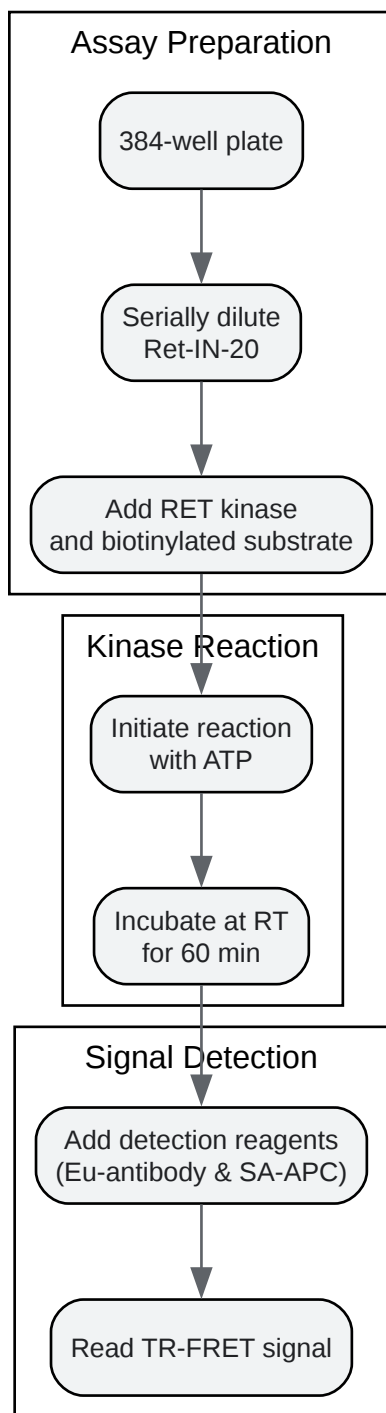 Assay Preparation
384-well plate
Serially dilute
Ret-IN-20
Add RET kinase
and biotinylated substrate
Kinase Reaction
Initiate reaction
with ATP
Incubate at RT
for 60 min
Signal Detection
Add detection reagents
(Eu-antibody & SA-APC)
Read TR-FRET signal